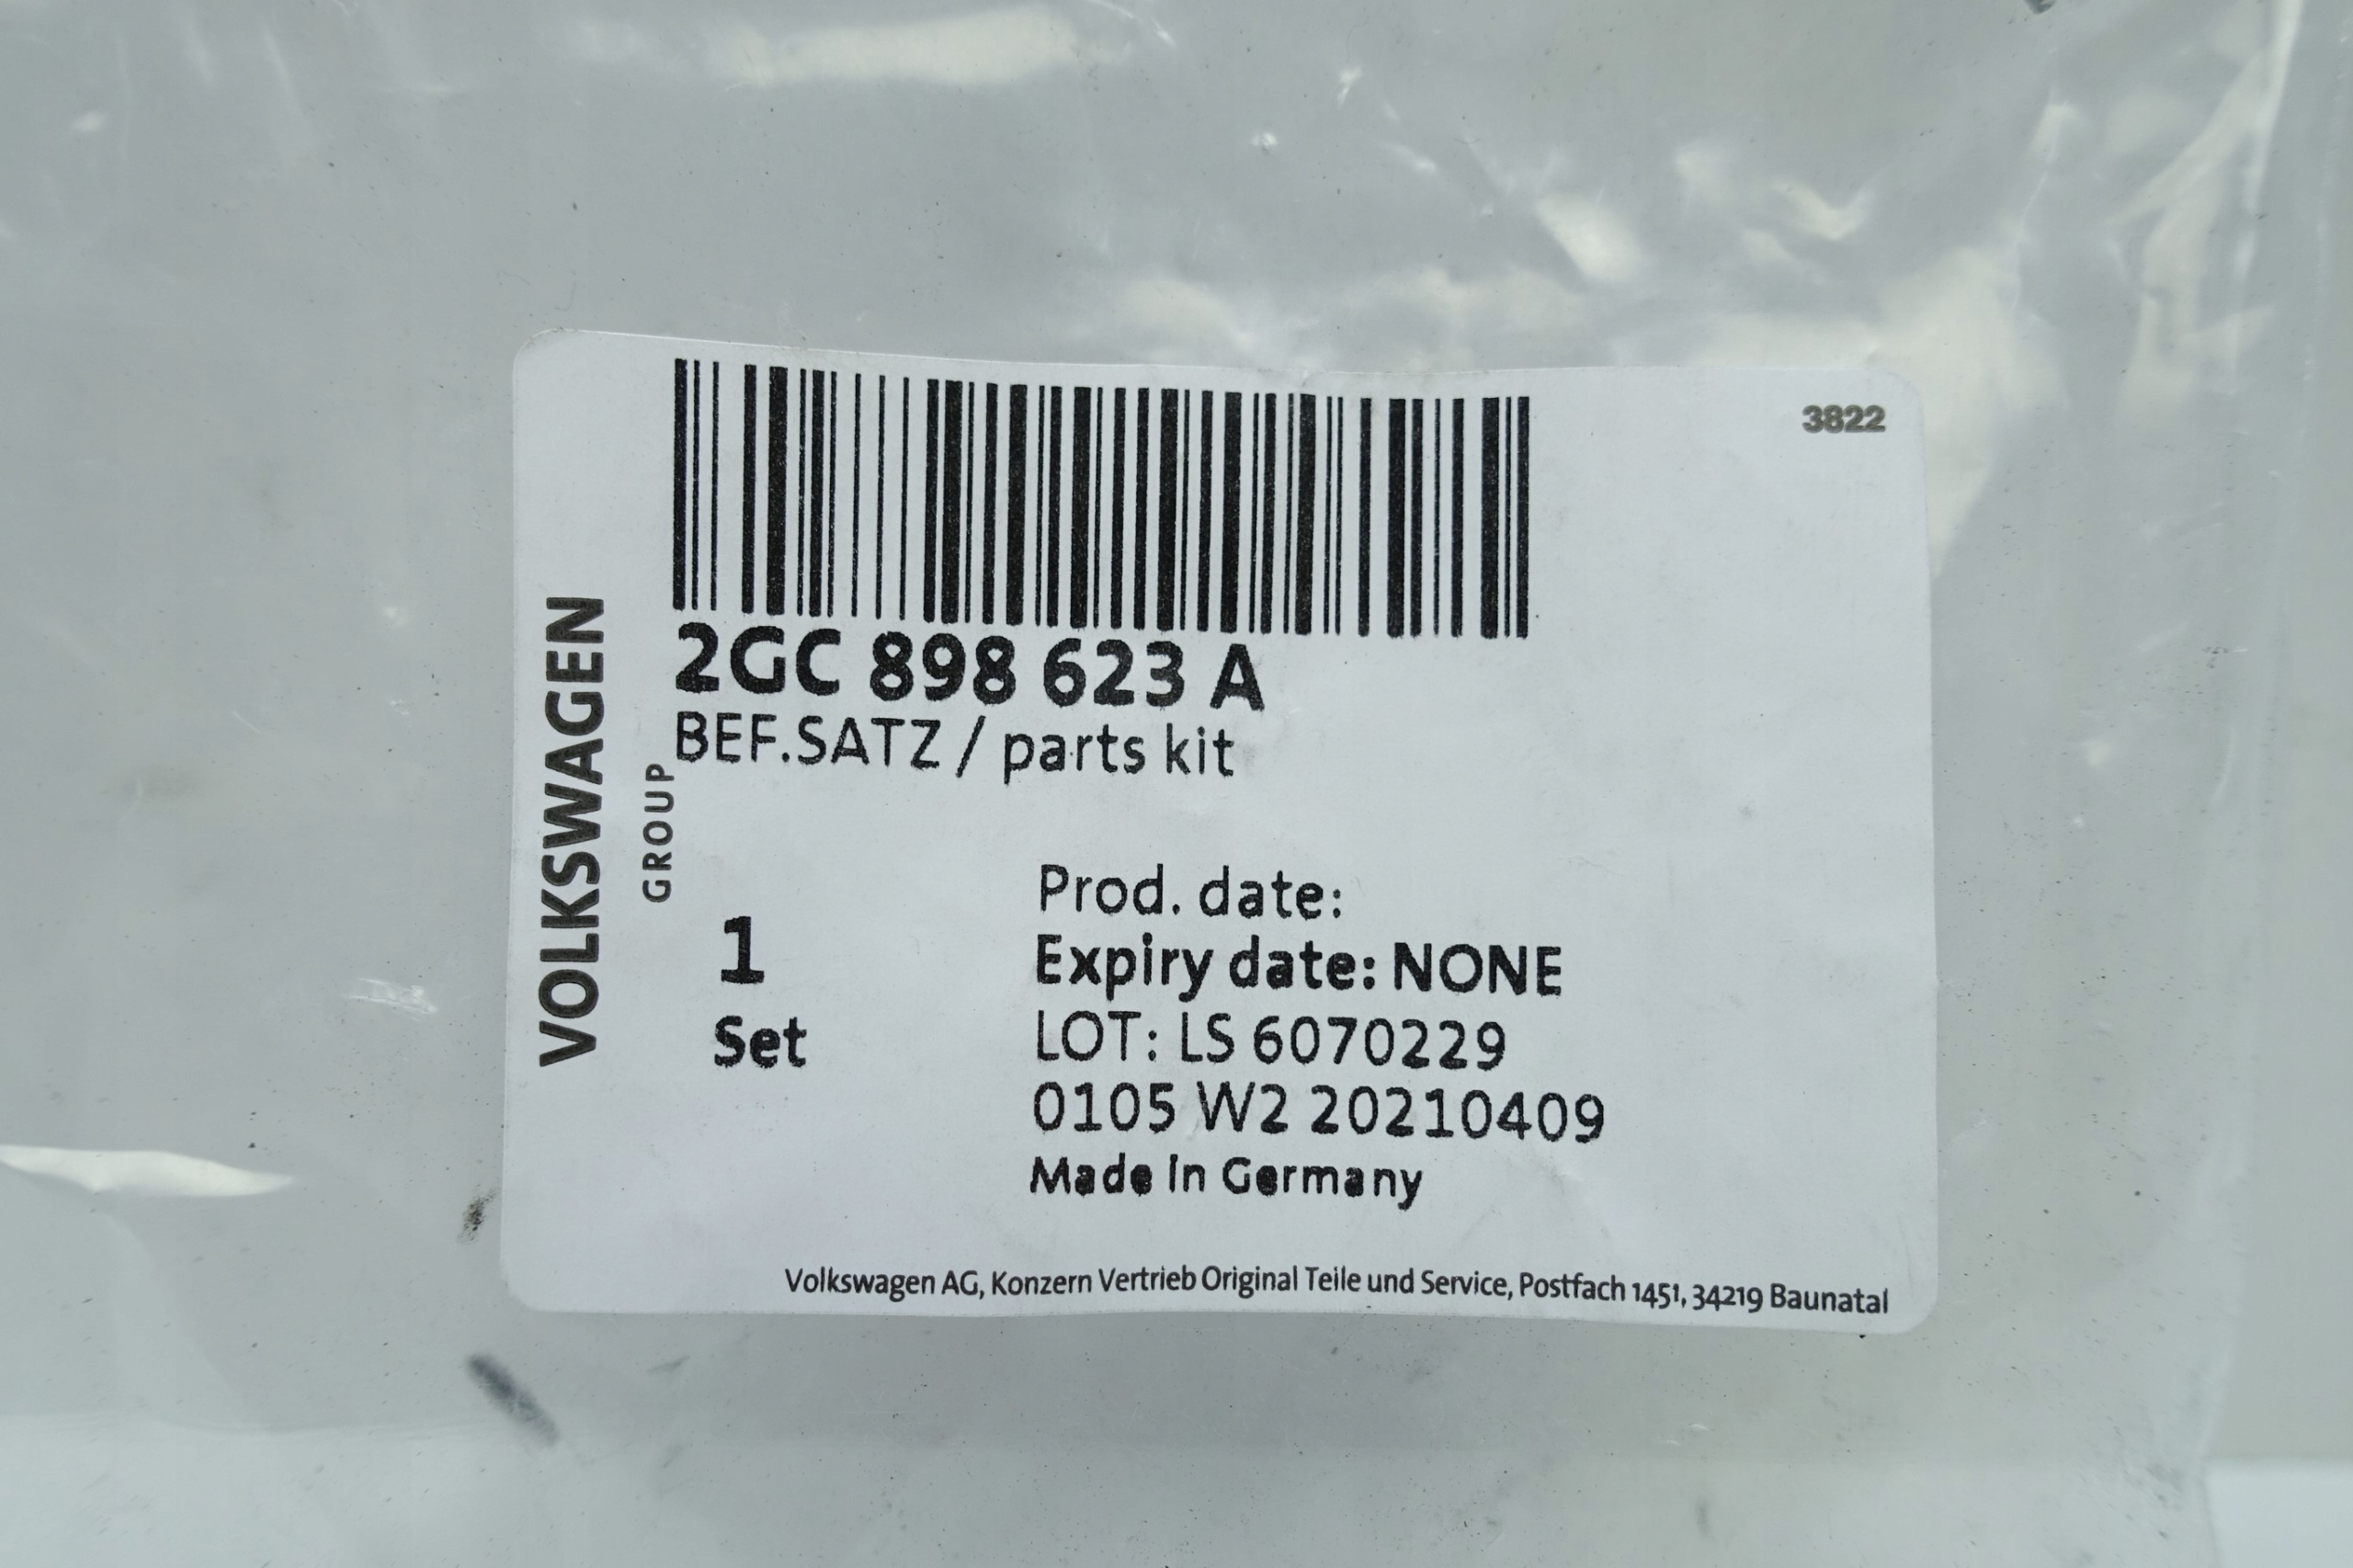 3822
VOLKSWAGEN
GROUP
2GC 898 623 A
BEF.SATZ / parts kit
1
Set
Prod. date:
Expiry date: NONE
LOT: LS 6070229
0105 W2 20210409
Made in Germany
Volkswagen AG, Konzern Vertrieb Original Teile und Service, Postfach 1451, 34219 Baunatal